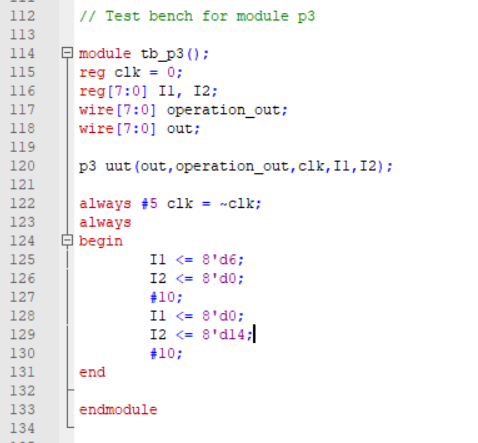 112 // Test bench for module p3
113
114 module tb_p3();
115 reg clk = 0;
116 reg[7:0] I1, I2;
117 wire[7:0] operation_out;
118 wire[7:0] out;
119
120 p3 uut(out,operation_out,clk,I1,I2);
121
122 always #5 clk = ~clk;
123 always
124 begin
125 I1 <= 8'd6;
126 I2 <= 8'd0;
127 #10;
128 I1 <= 8'd0;
129 I2 <= 8'd14;
130 #10;
131 end
132
133 endmodule
134